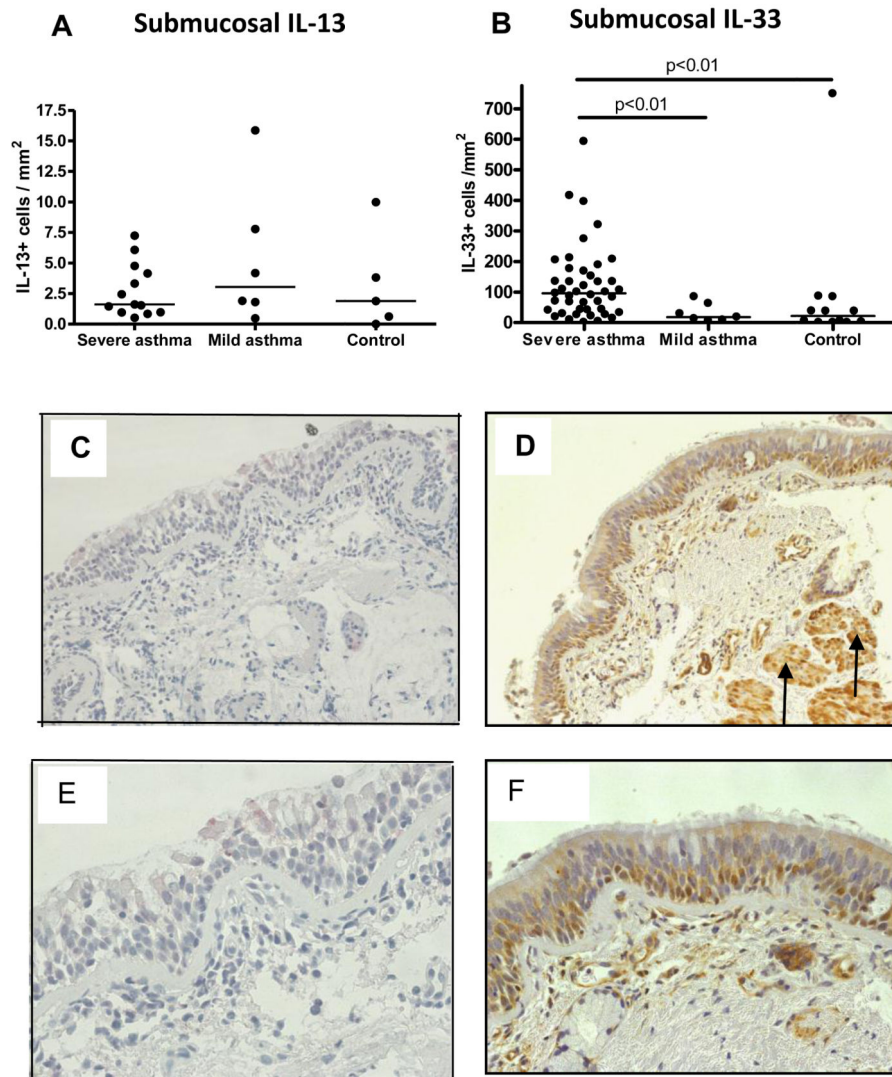 A
Submucosal IL-13
IL-13+ cells / mm²
17.5
15.0
12.5
10.0
7.5
5.0
2.5
0.0
Severe asthma
Mild asthma
Control
B
Submucosal IL-33
p<0.01
p<0.01
IL-33+ cells /mm²
700
600
500
400
300
200
100
0
Severe asthma
Mild asthma
Control
C
D
E
F